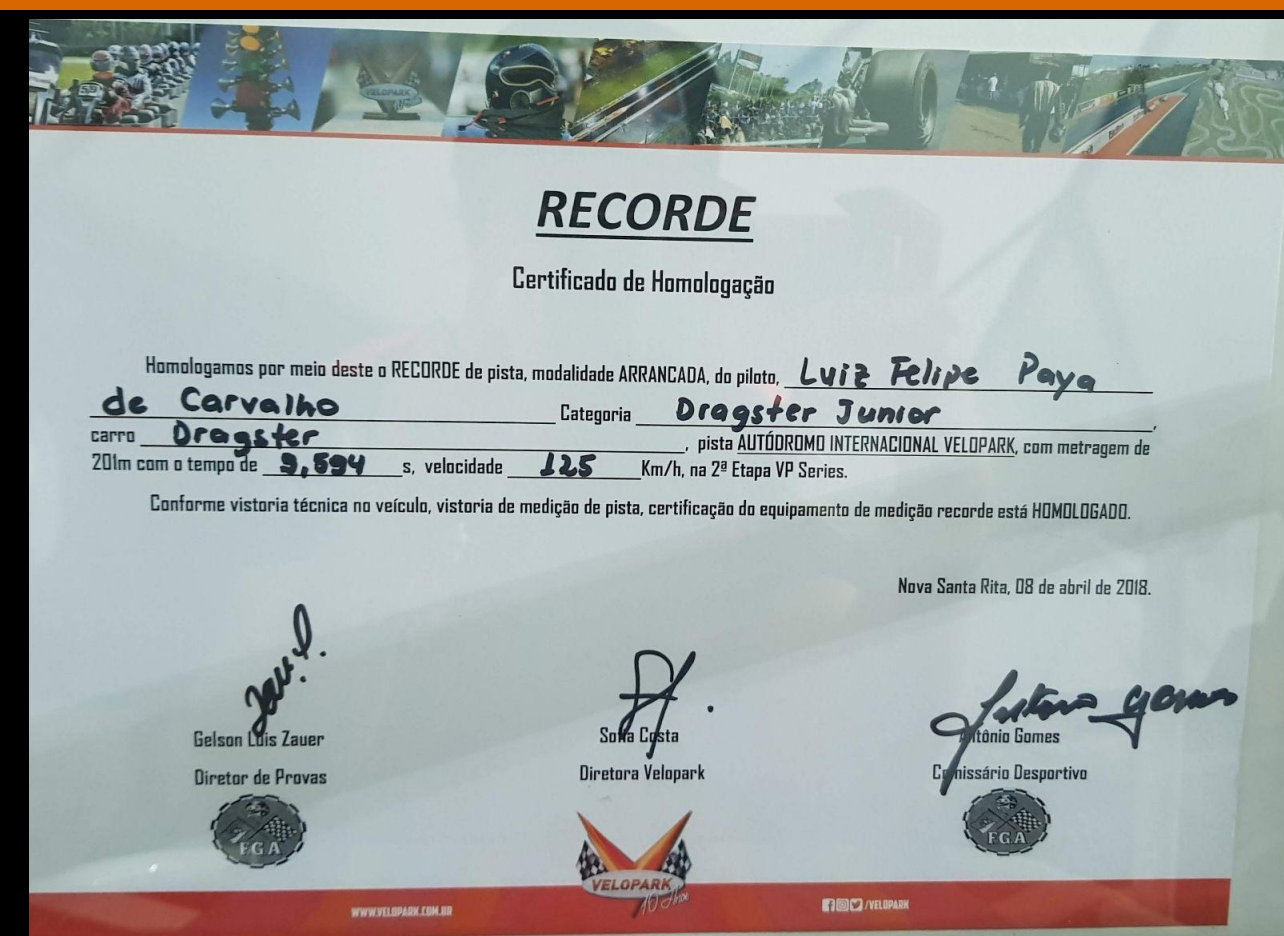 VELOPARK
RECORDE
Certificado de Homologação
Homologamos por meio deste o RECORDE de pista, modalidade ARRANCADA, do piloto, Luiz Felipe Paya
de Carvalho Categoria Dragster Junior,
carro Dragster, pista AUTÓDROMO INTERNACIONAL VELOPARK, com metragem de
201m com o tempo de 9,594 s, velocidade 125 Km/h, na 2ª Etapa VP Series.
Conforme vistoria técnica no veículo, vistoria de medição de pista, certificação do equipamento de medição recorde está HOMOLOGADO.
Nova Santa Rita, 08 de abril de 2018.
Gelson Luis Zauer Sofia Costa Antônio Gomes
Diretor de Provas Diretora Velopark Comissário Desportivo
FGA VELOPARK FGA
10 Anos
WWW.VELOPARK.COM.BR /VELOPARK